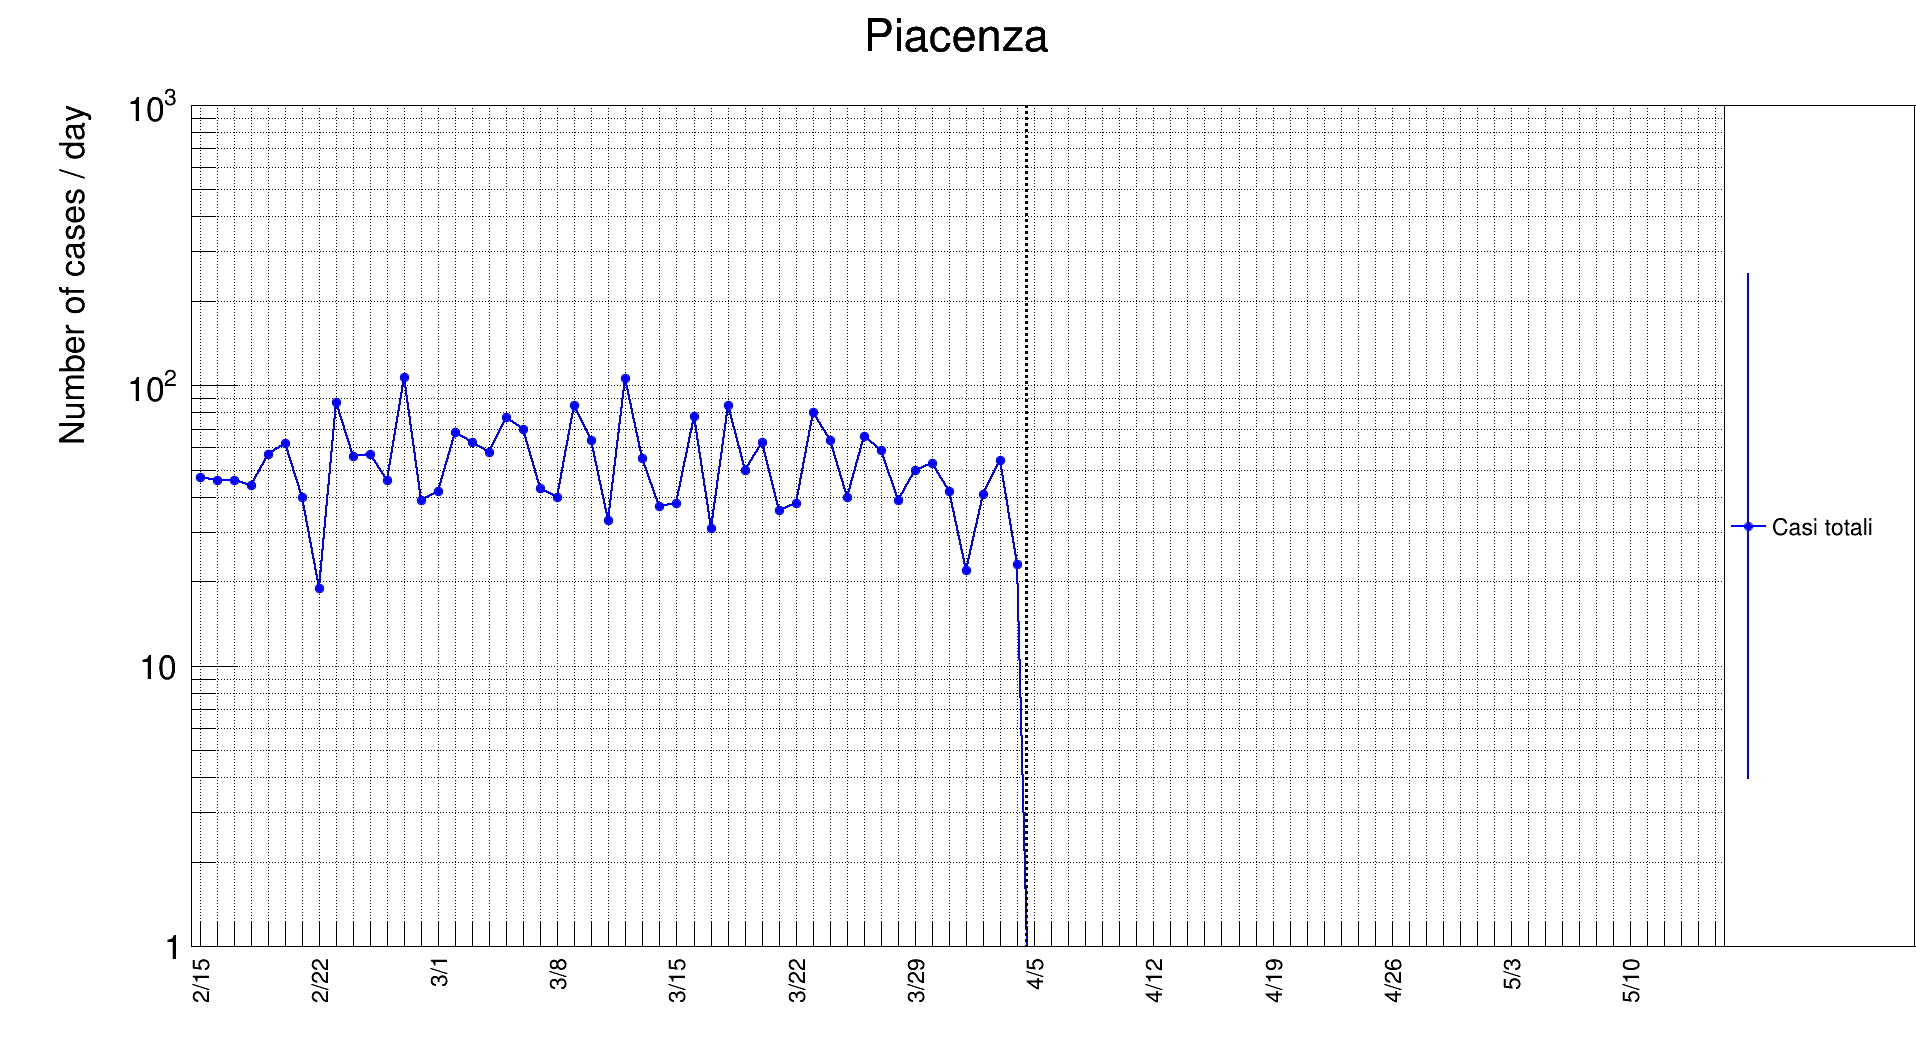 Piacenza
Number of cases / day
10³
10²
10
1
2/15 2/22 3/1 3/8 3/15 3/22 3/29 4/5 4/12 4/19 4/26 5/3 5/10
Casi totali